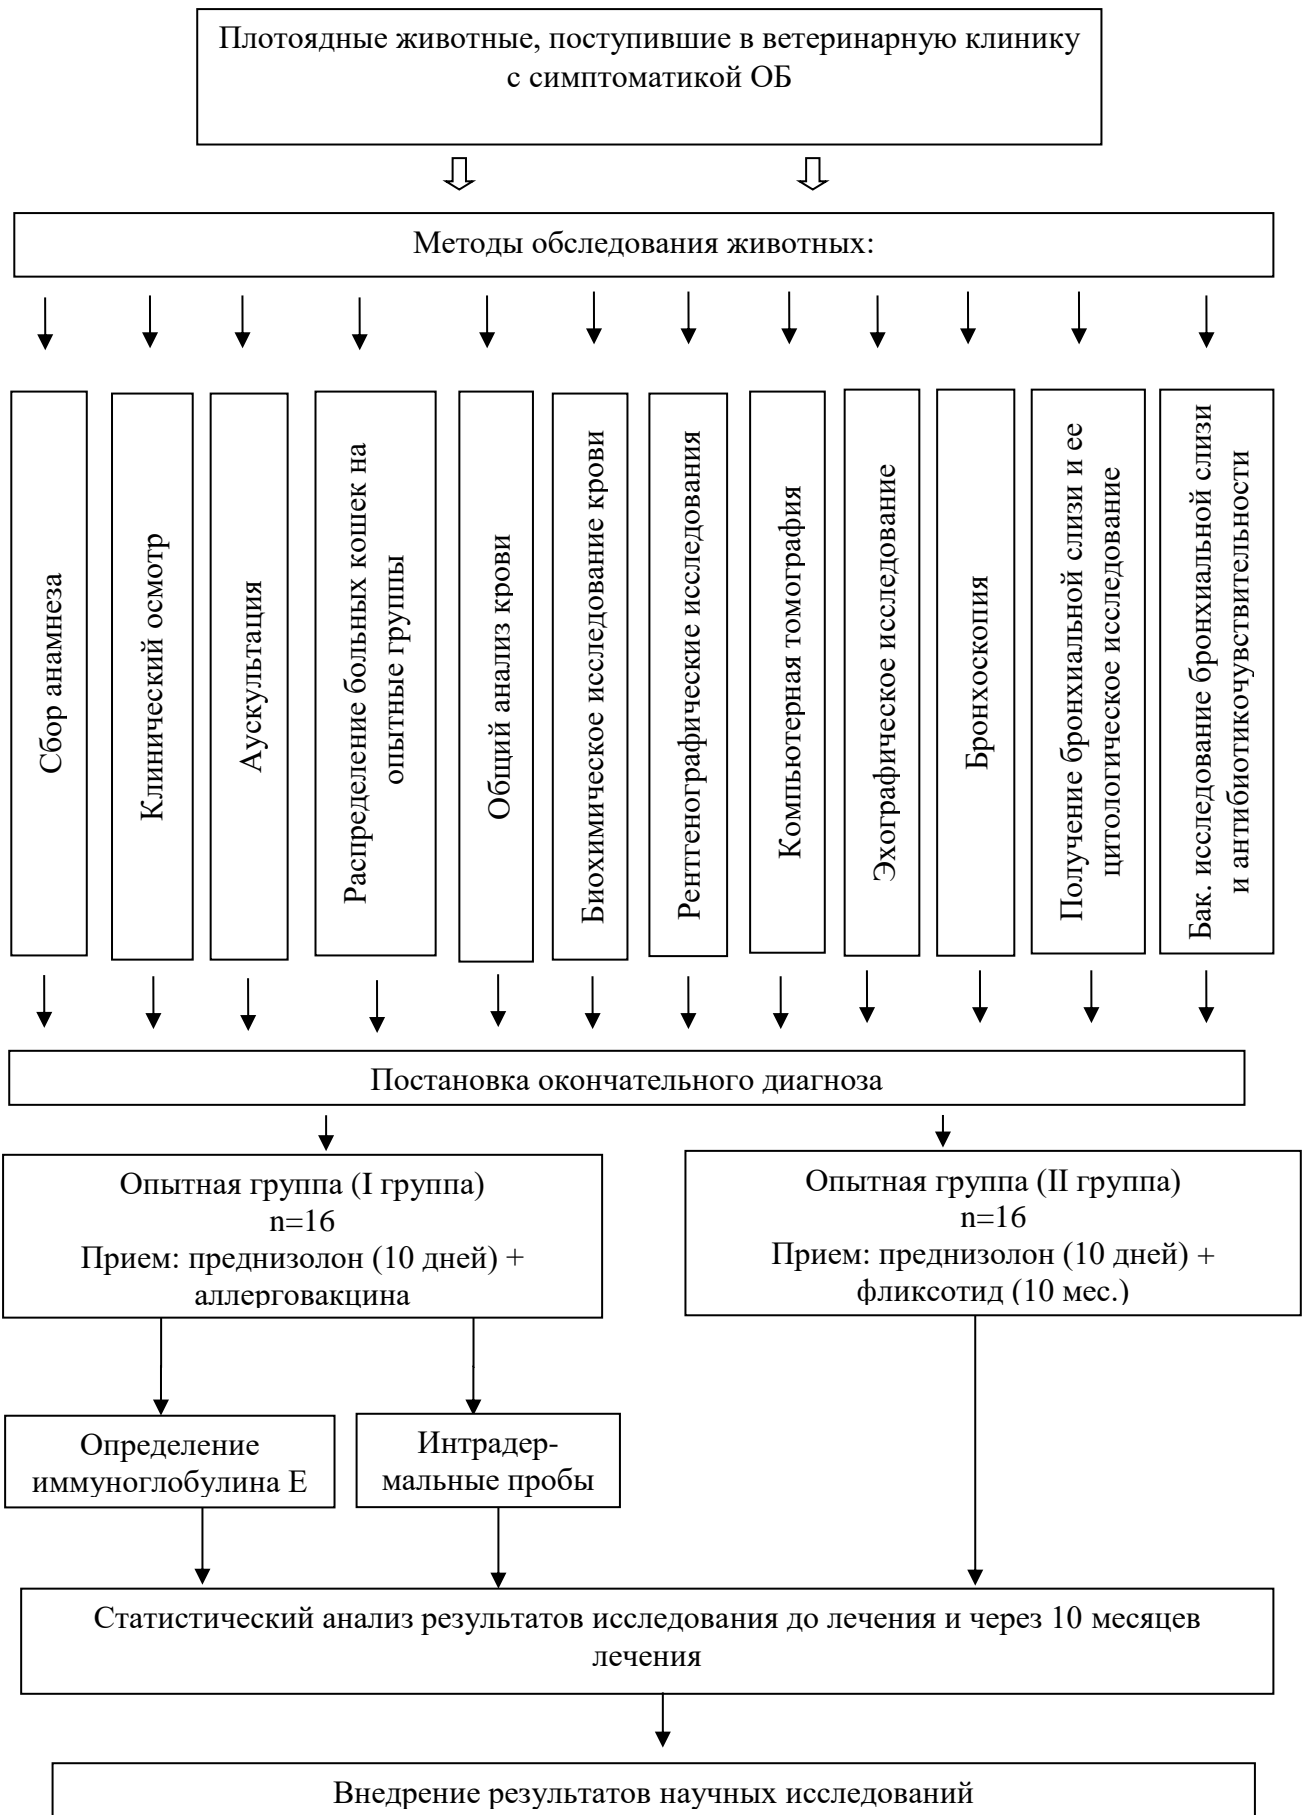 Плотоядные животные, поступившие в ветеринарную клинику
с симптоматикой ОБ
Методы обследования животных:
Сбор анамнеза
Клинический осмотр
Аускультация
Распределение больных кошек на
опытные группы
Общий анализ крови
Биохимическое исследование крови
Рентгенографические исследования
Компьютерная томография
Эхографическое исследование
Бронхоскопия
Получение бронхиальной слизи и ее
цитологическое исследование
Бак. исследование бронхиальной слизи
и антибиотикочувствительности
Постановка окончательного диагноза
Опытная группа (I группа)
n=16
Прием: преднизолон (10 дней) +
аллерговакцина
Опытная группа (II группа)
n=16
Прием: преднизолон (10 дней) +
фликсотид (10 мес.)
Определение
иммуноглобулина Е
Интрадер-
мальные пробы
Статистический анализ результатов исследования до лечения и через 10 месяцев
лечения
Внедрение результатов научных исследований